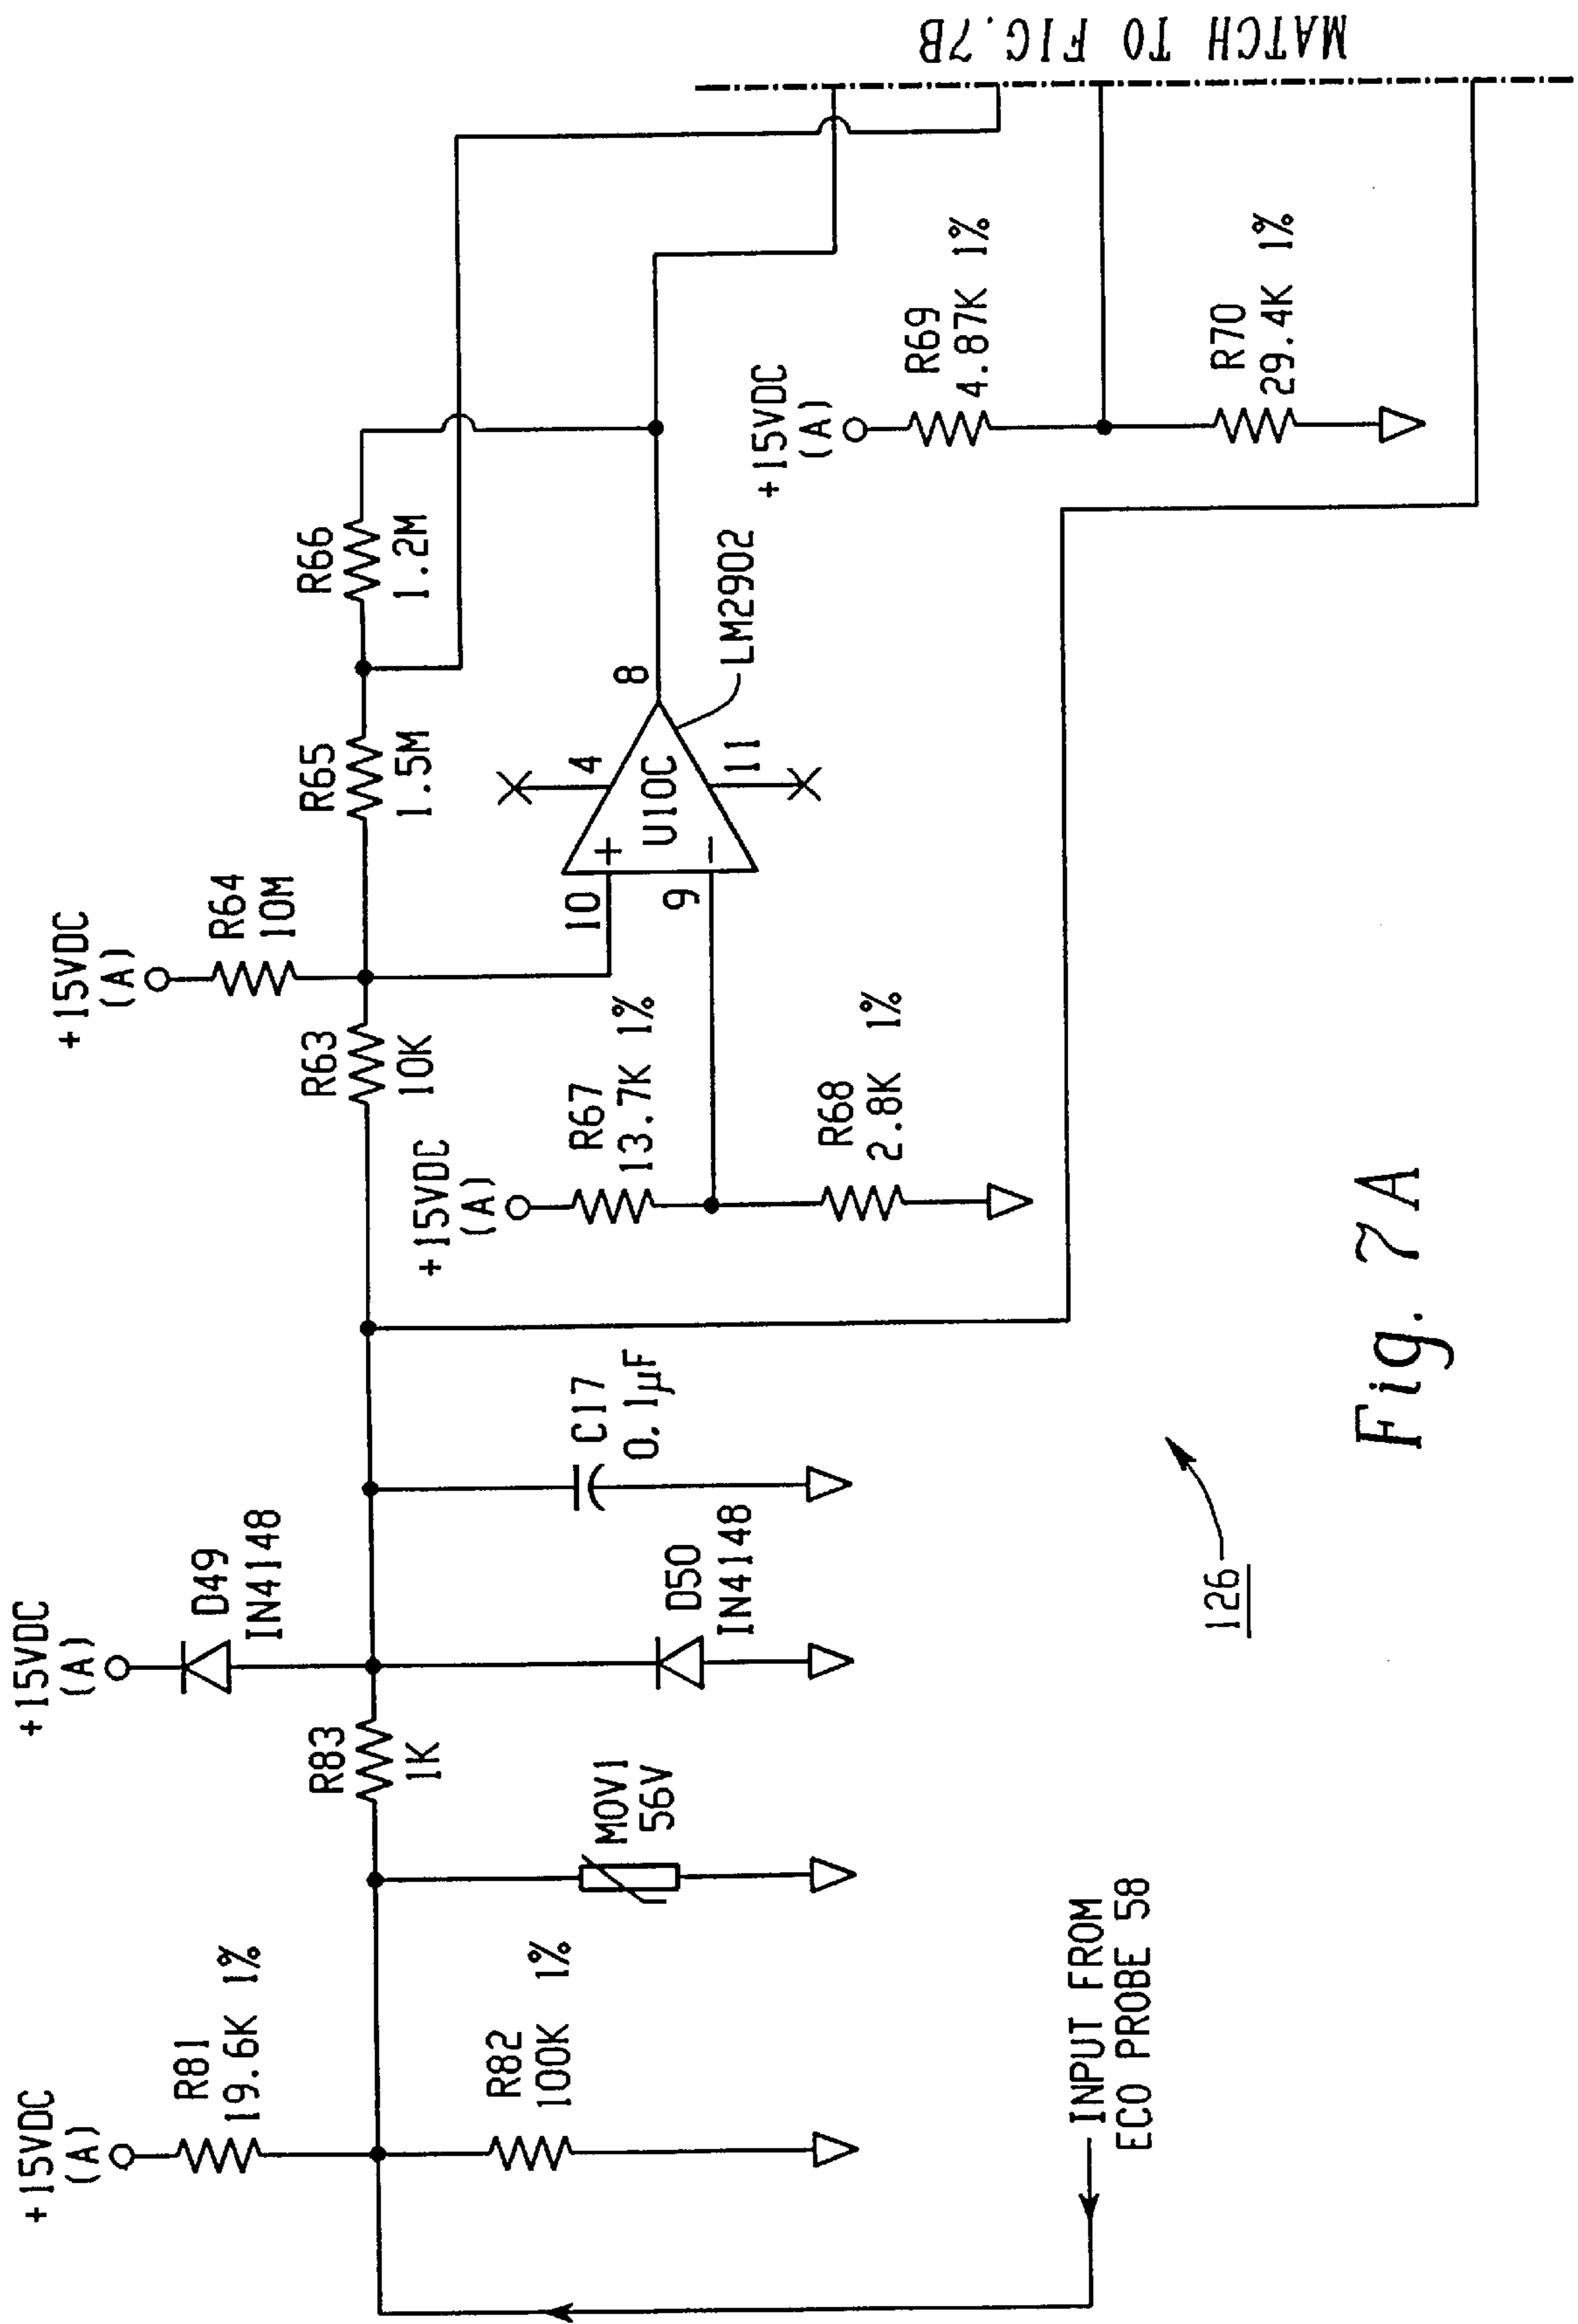 +15VDC
(A)
R81
19.6K 1%
R82
100K 1%
INPUT FROM
ECO PROBE 58
MOV1
56V
R83
1K
+15VDC
(A)
D49
IN4148
D50
IN4148
C17
0.1µF
R63
10K
+15VDC
(A)
R64
10M
+15VDC
(A)
R67
13.7K 1%
R68
2.8K 1%
R65
1.5M
R66
1.2M
10
9
+
-
U10C
4
11
8
LM2902
+15VDC
(A)
R69
4.87K 1%
R70
29.4K 1%
MATCH TO FIG.7B
126
Fig. 7A